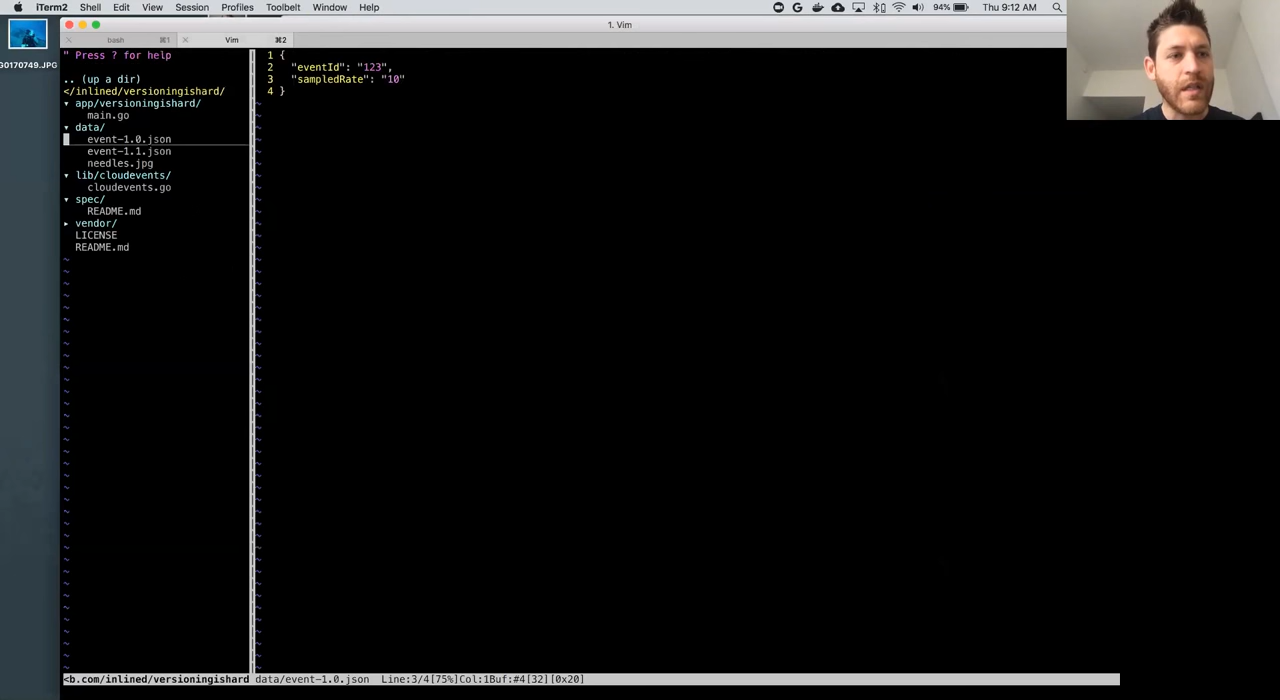 iTerm2 Shell Edit View Session Profiles Toolbelt Window Help 94% Thu 9:12 AM
1. Vim
bash ⌘1 Vim ⌘2
G0170749.JPG
" Press ? for help
.. (up a dir)
</inlined/versioningishard/
▾ app/versioningishard/
main.go
▾ data/
event-1.0.json
event-1.1.json
needles.jpg
▾ lib/cloudevents/
cloudevents.go
▾ spec/
README.md
▸ vendor/
LICENSE
README.md
1 {
2 "eventId": "123",
3 "sampledRate": "10"
4 }
<b.com/inlined/versioningishard data/event-1.0.json Line:3/4[75%]Col:1Buf:#4[32][0x20]